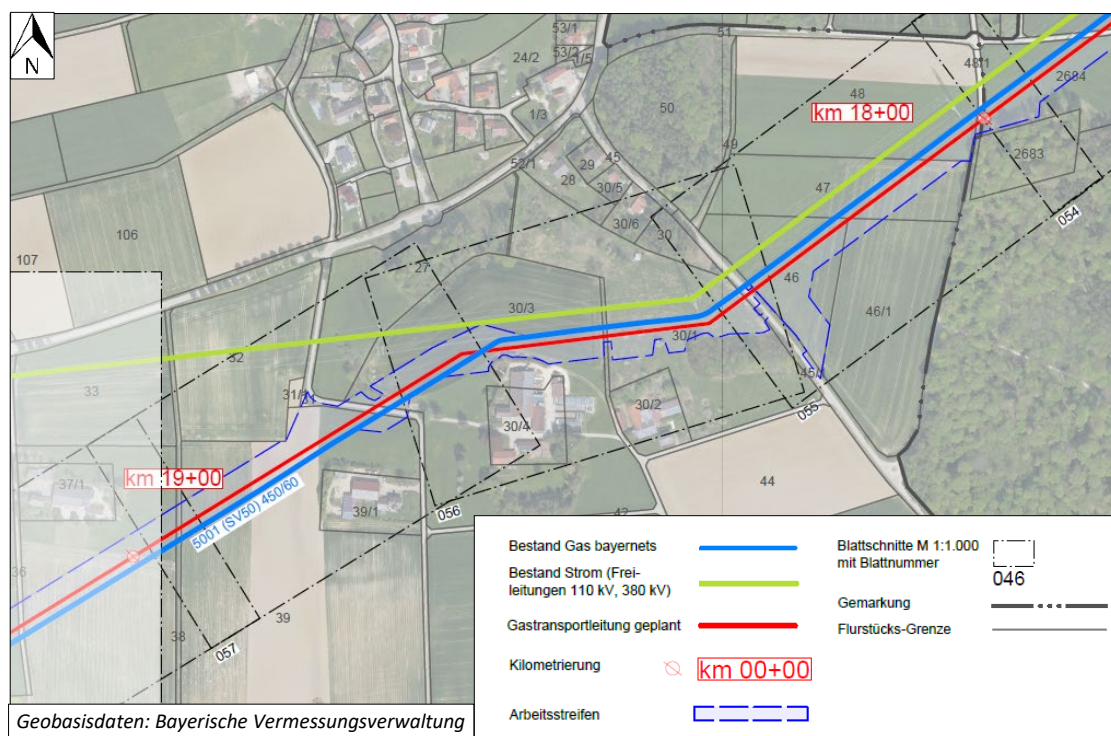 N
53/1
53/2
1/5
24/2
1/3
50
51
48/1
2684
48
km 18+00
2683
52/1
29
45
28
30/5
49
47
054
30/6
30
106
107
27
46
46/1
30/3
32
33
30/1
45/1
055
31/1
30/4
30/2
44
km 19+00
37/1
5001 (SV50) 450/60
39/1
056
42
36
38
39
057
Bestand Gas bayernets
Bestand Strom (Frei-
leitungen 110 kV, 380 kV)
Gastransportleitung geplant
Kilometrierung
km 00+00
Arbeitsstreifen
Blattschnitte M 1:1.000
mit Blattnummer
046
Gemarkung
Flurstücks-Grenze
Geobasisdaten: Bayerische Vermessungsverwaltung